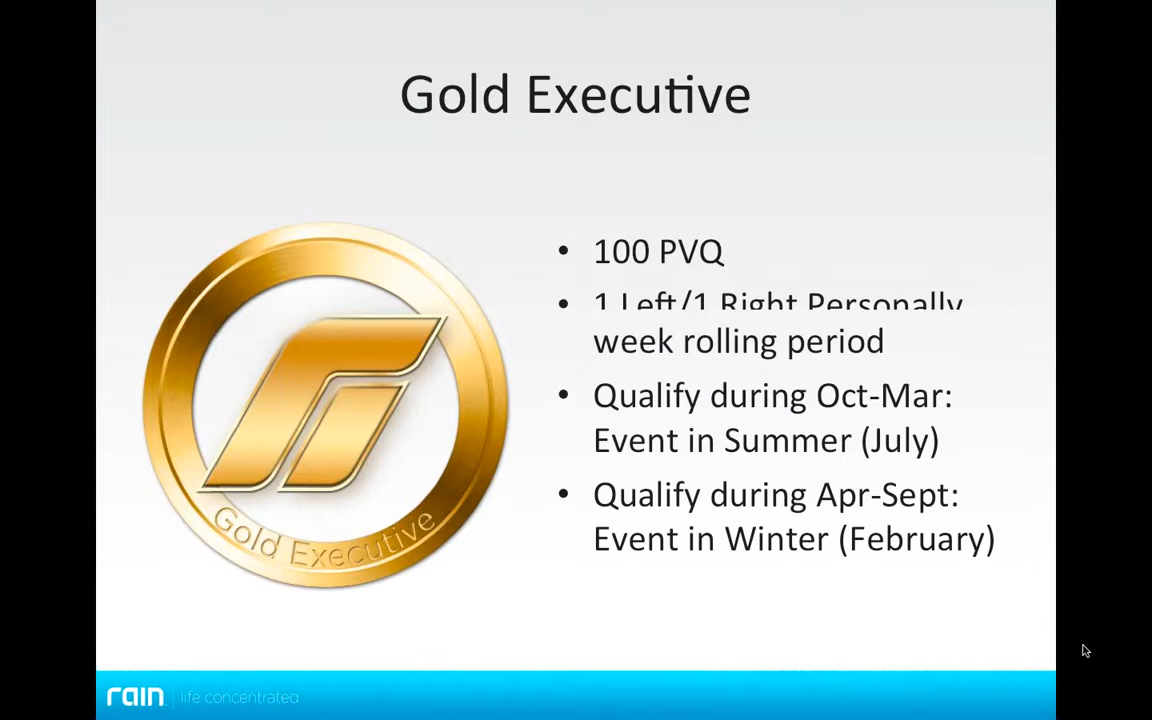 Gold Executive
• 100 PVQ
• 1 Left/1 Right Personally
week rolling period
• Qualify during Oct-Mar:
Event in Summer (July)
• Qualify during Apr-Sept:
Event in Winter (February)
Gold Executive
rain | life concentrated